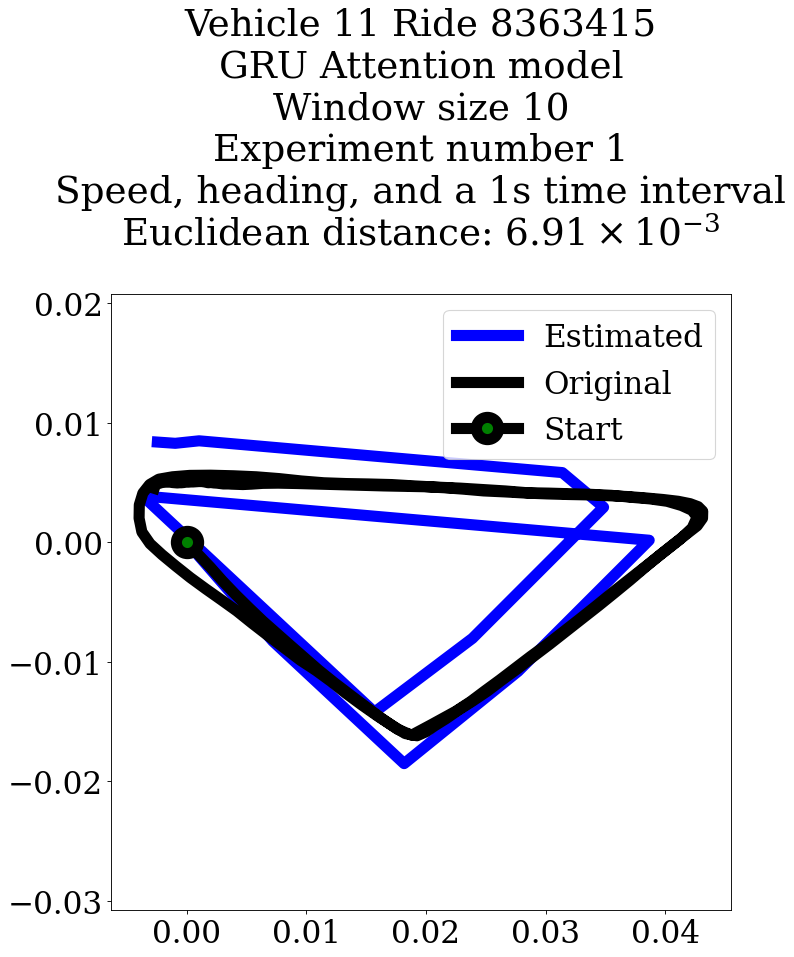 Vehicle 11 Ride 8363415
GRU Attention model
Window size 10
Experiment number 1
Speed, heading, and a 1s time interval
Euclidean distance: 6.91 × 10⁻³
0.02
0.01
0.00
−0.01
−0.02
−0.03
Estimated
Original
Start
0.00 0.01 0.02 0.03 0.04